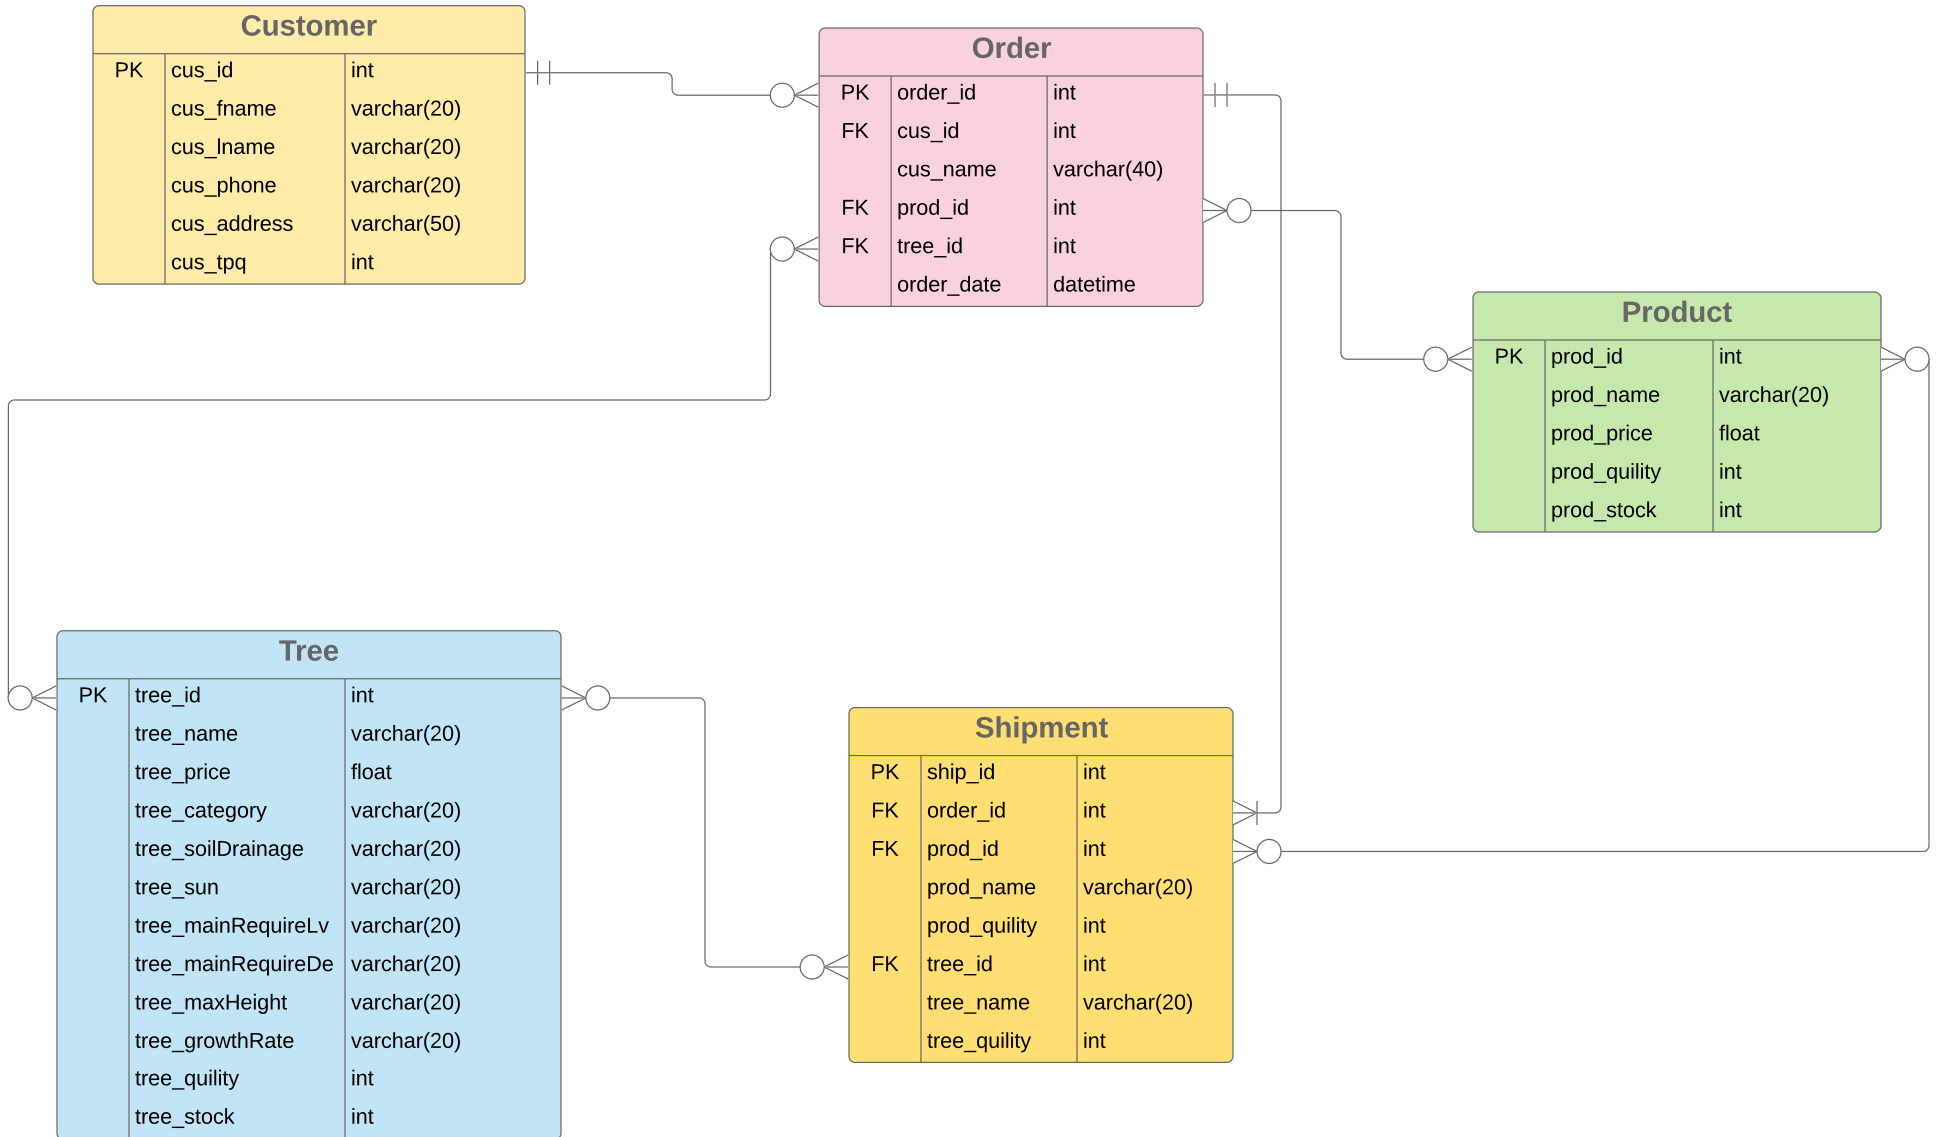 Customer
PK cus_id int
cus_fname varchar(20)
cus_lname varchar(20)
cus_phone varchar(20)
cus_address varchar(50)
cus_tpq int
Order
PK order_id int
FK cus_id int
cus_name varchar(40)
FK prod_id int
FK tree_id int
order_date datetime
Product
PK prod_id int
prod_name varchar(20)
prod_price float
prod_quility int
prod_stock int
Tree
PK tree_id int
tree_name varchar(20)
tree_price float
tree_category varchar(20)
tree_soilDrainage varchar(20)
tree_sun varchar(20)
tree_mainRequireLv varchar(20)
tree_mainRequireDe varchar(20)
tree_maxHeight varchar(20)
tree_growthRate varchar(20)
tree_quility int
tree_stock int
Shipment
PK ship_id int
FK order_id int
FK prod_id int
prod_name varchar(20)
prod_quility int
FK tree_id int
tree_name varchar(20)
tree_quility int